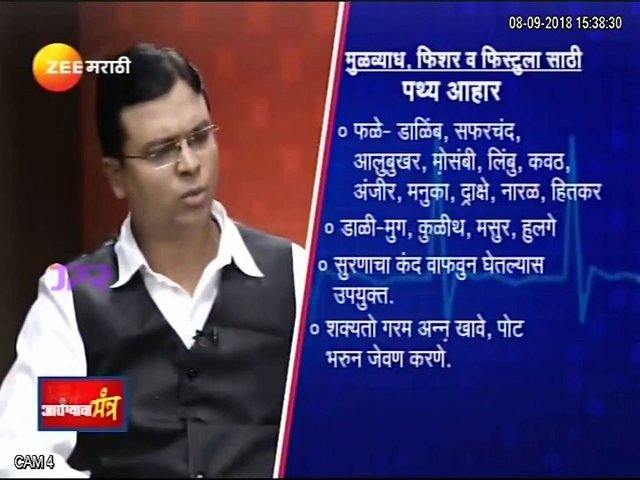 08-09-2018 15:38:30
ZEE मराठी
मुळव्याध, फिशर व फिस्टुला साठी
पथ्य आहार
फळे- डाळिंब, सफरचंद,
आलुबुखर, मोसंबी, लिंबु, कवठ,
अंजीर, मनुका, द्राक्षे, नारळ, हितकर
डाळी-मुग, कुळीथ, मसुर, हुलगे
सुरणाचा कंद वाफवुन घेतल्यास
उपयुक्त.
शक्यतो गरम अन्न खावे, पोट
भरुन जेवण करणे.
JPR
आरोग्याचा मंत्र
CAM 4